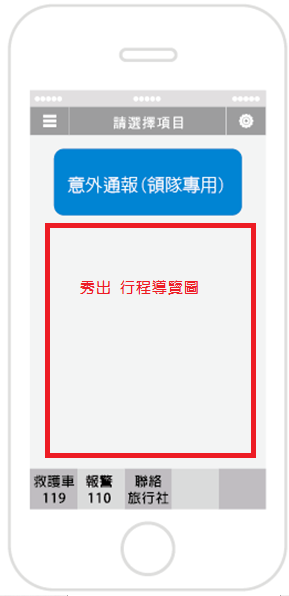 請選擇項目
意外通報(領隊專用)
秀出 行程導覽圖
救護車 報警 聯絡
119 110 旅行社